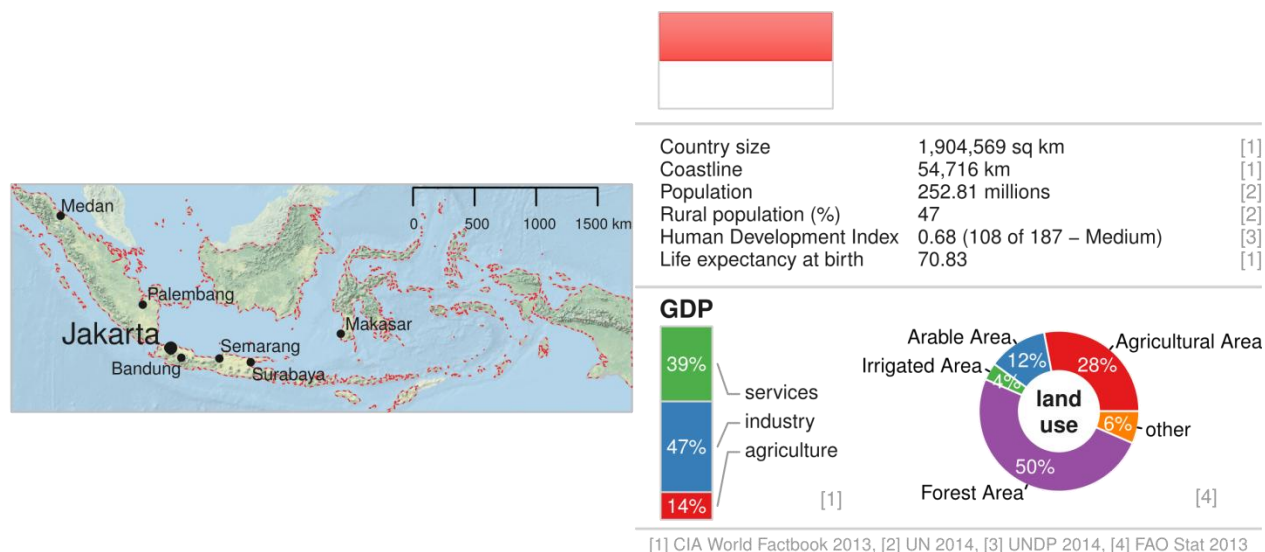 Medan
Palembang
Jakarta
Bandung
Semarang
Surabaya
Makasar
0 500 1000 1500 km
Country size 1,904,569 sq km [1]
Coastline 54,716 km [1]
Population 252.81 millions [2]
Rural population (%) 47 [2]
Human Development Index 0.68 (108 of 187 − Medium) [3]
Life expectancy at birth 70.83 [1]
GDP
39%
47%
14%
services
industry
agriculture
[1]
Arable Area
Irrigated Area
Agricultural Area
12%
28%
land
use
6%
other
50%
Forest Area
[4]
[1] CIA World Factbook 2013, [2] UN 2014, [3] UNDP 2014, [4] FAO Stat 2013